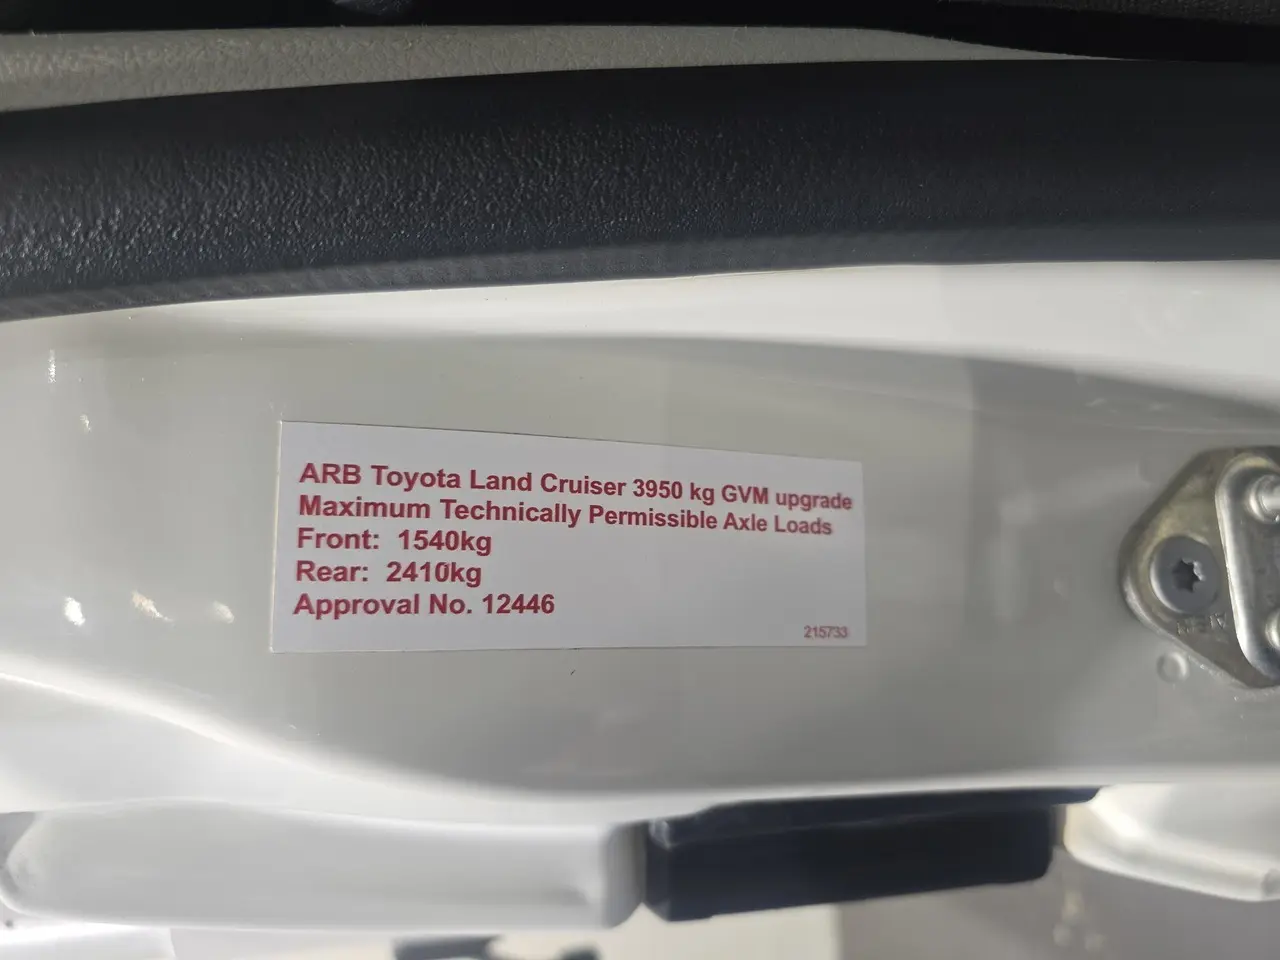 ARB Toyota Land Cruiser 3950 kg GVM upgrade
Maximum Technically Permissible Axle Loads
Front: 1540kg
Rear: 2410kg
Approval No. 12446
215733